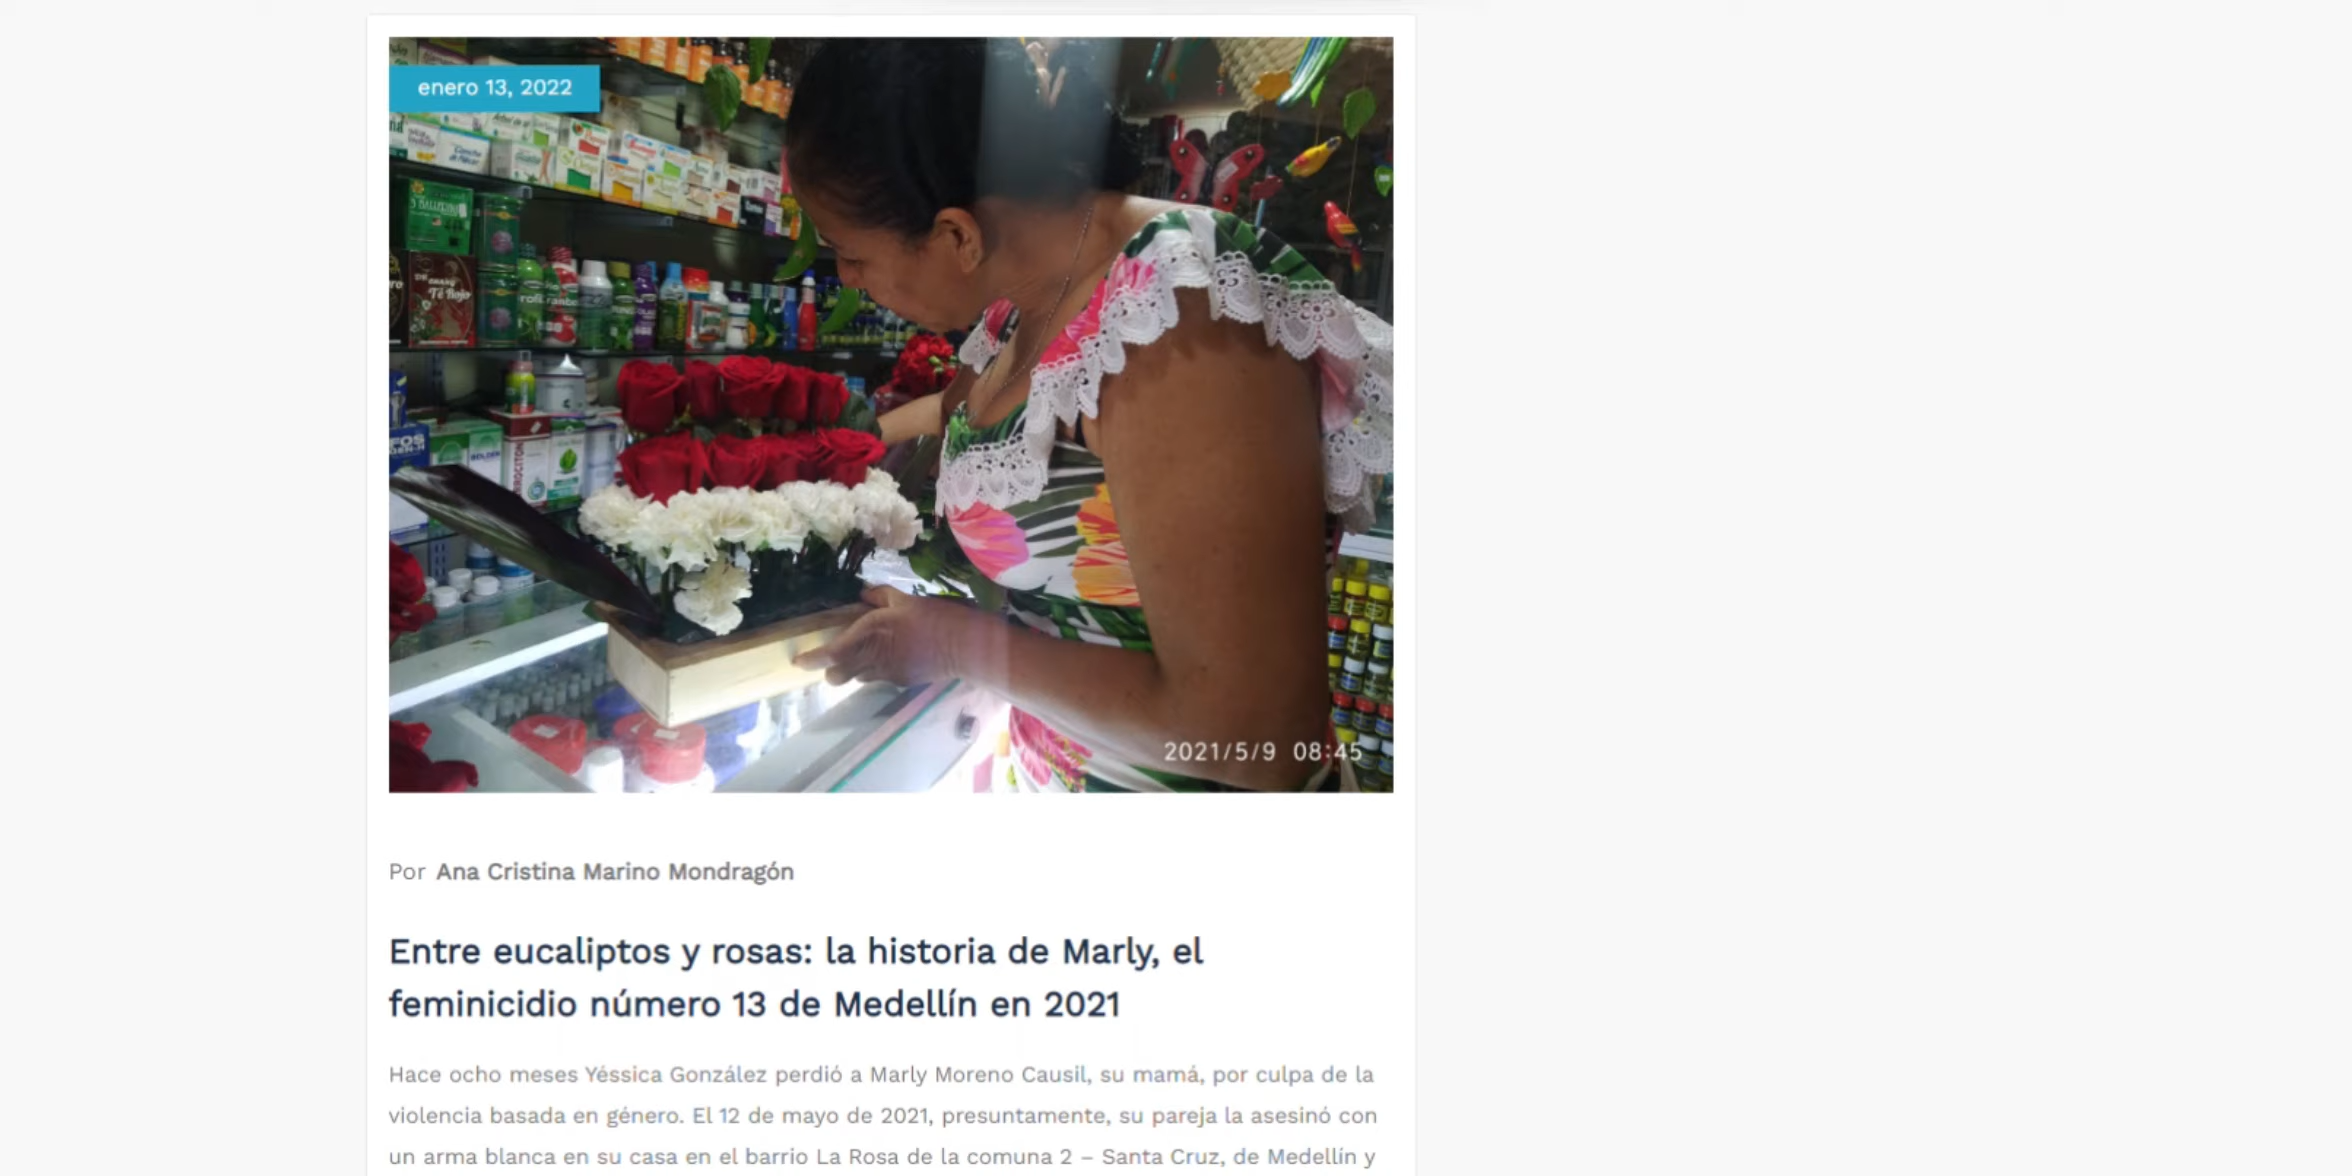 enero 13, 2022
3 BALLERINA
Té Rojo
2021/5/9 08:45
Por Ana Cristina Marino Mondragón
Entre eucaliptos y rosas: la historia de Marly, el
feminicidio número 13 de Medellín en 2021
Hace ocho meses Yéssica González perdió a Marly Moreno Causil, su mamá, por culpa de la
violencia basada en género. El 12 de mayo de 2021, presuntamente, su pareja la asesinó con
un arma blanca en su casa en el barrio La Rosa de la comuna 2 – Santa Cruz, de Medellín y